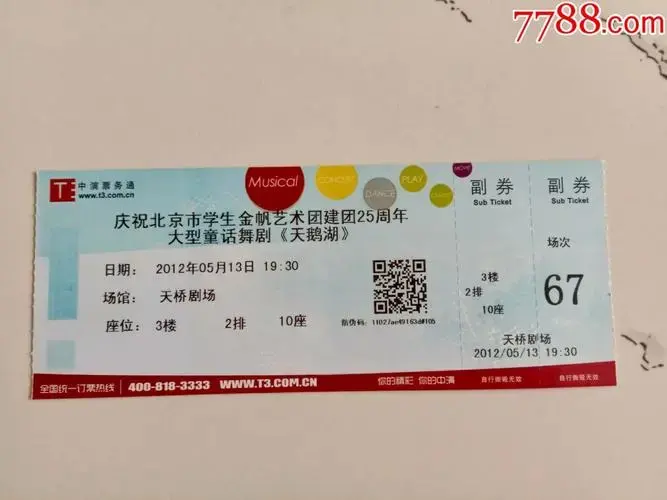 7788.com
T3 中演票务通
www.t3.com.cn
Musical
CONCERT
DANCE
PLAY
MOVIE
庆祝北京市学生金帆艺术团建团25周年
大型童话舞剧《天鹅湖》
日期: 2012年05月13日 19:30
场馆: 天桥剧场
座位: 3楼 2排 10座
防伪码:
全国统一订票热线 400-818-3333 WWW.T3.COM.CN
你的精彩 你的中演
副券
Sub Ticket
3楼
2排
10座
副券
Sub Ticket
场次
67
天桥剧场
2012/05/13 19:30
自行撕毁无效
自行撕毁无效